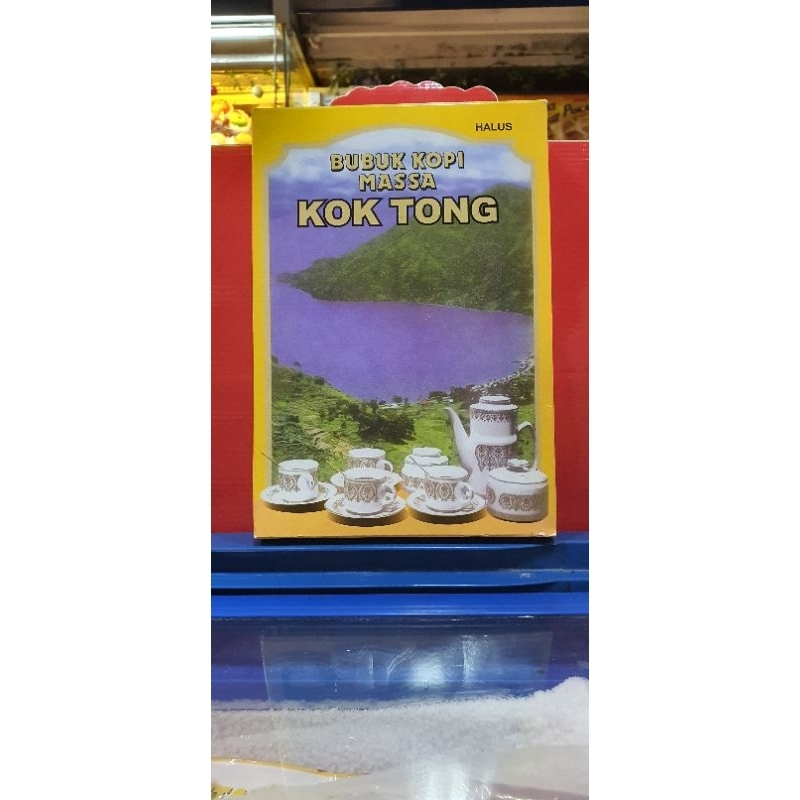 HALUS
BUBUK KOPI
MASSA
KOK TONG